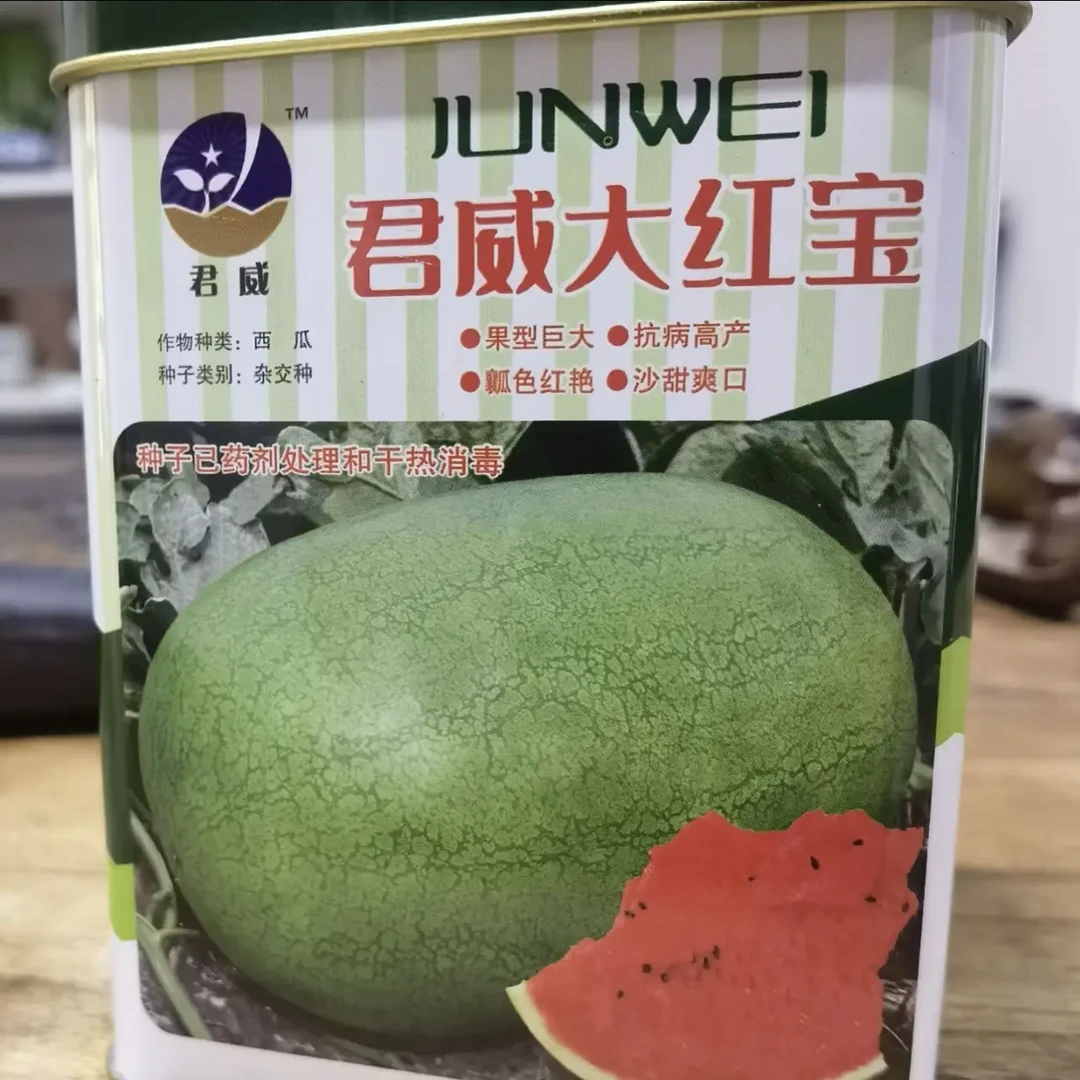 TM
JUNWEI
君威大红宝
君威
作物种类：西 瓜
种子类别：杂交种
●果型巨大 ●抗病高产
●瓤色红艳 ●沙甜爽口
种子已药剂处理和干热消毒